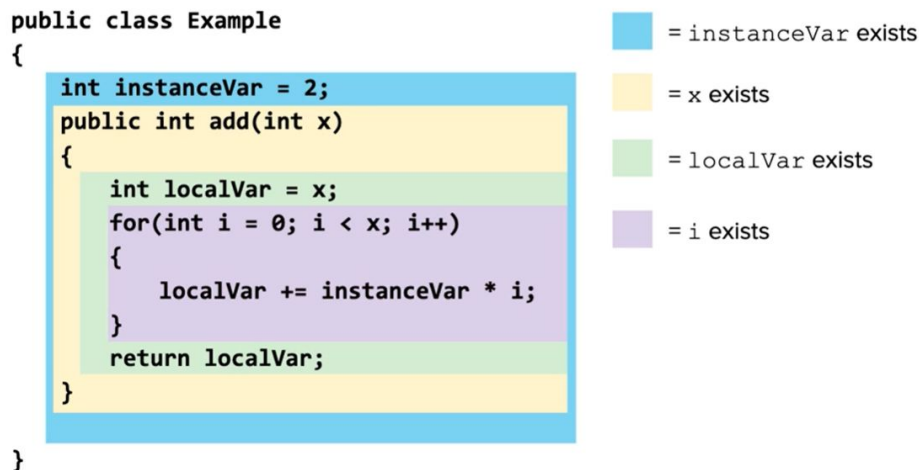 public class Example
{
int instanceVar = 2;
public int add(int x)
{
int localVar = x;
for(int i = 0; i < x; i++)
{
localVar += instanceVar * i;
}
return localVar;
}
}
= instanceVar exists
= x exists
= localVar exists
= i exists